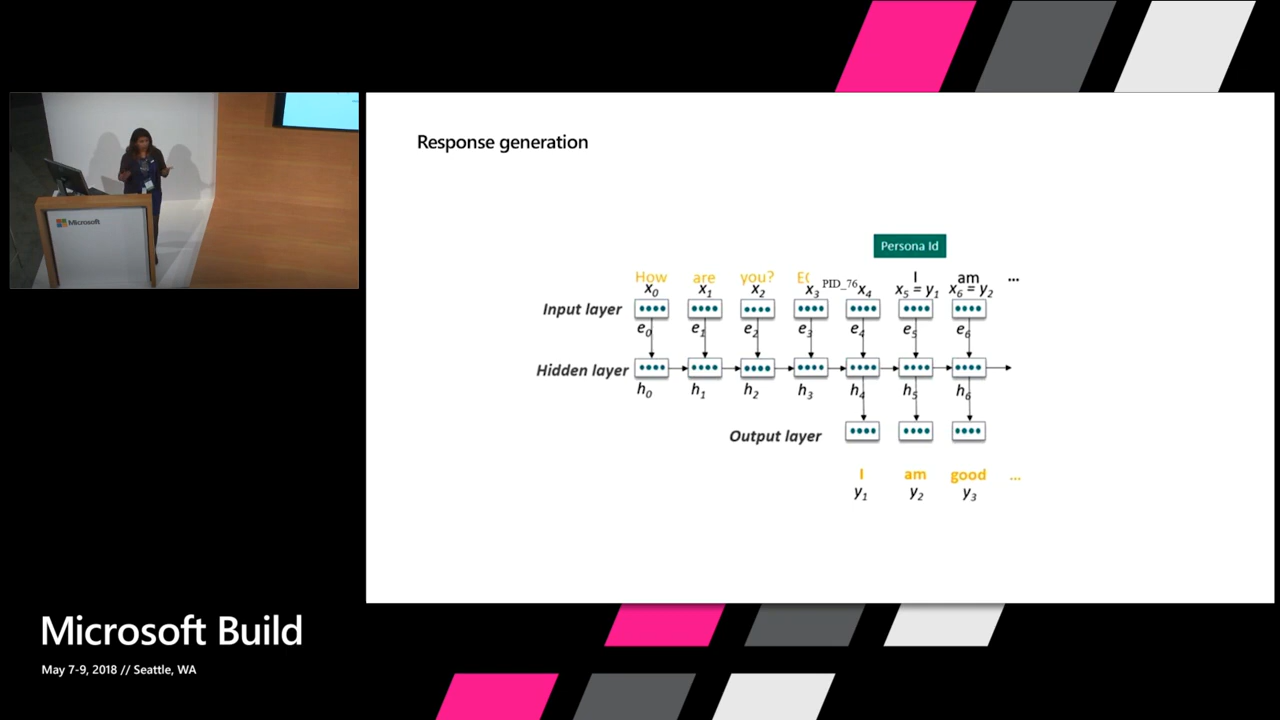 Microsoft
Response generation
Persona Id
How are you? PID_76 I am ...
x0 x1 x2 x3 x4 x5 = y1 x6 = y2
Input layer
e0 e1 e2 e3 e4 e5 e6
Hidden layer
h0 h1 h2 h3 h4 h5 h6
Output layer
I am good ...
y1 y2 y3
Microsoft Build
May 7-9, 2018 // Seattle, WA